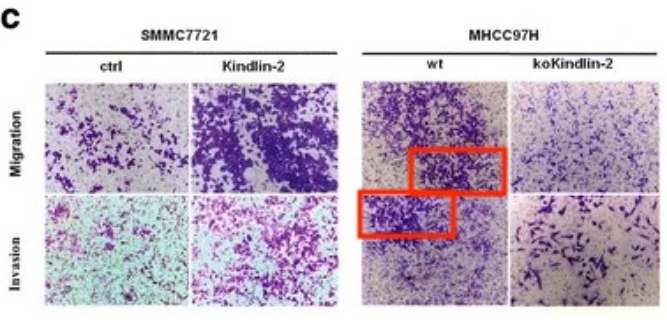 c
SMMC7721 MHCC97H
ctrl Kindlin-2 wt koKindlin-2
Migration
Invasion